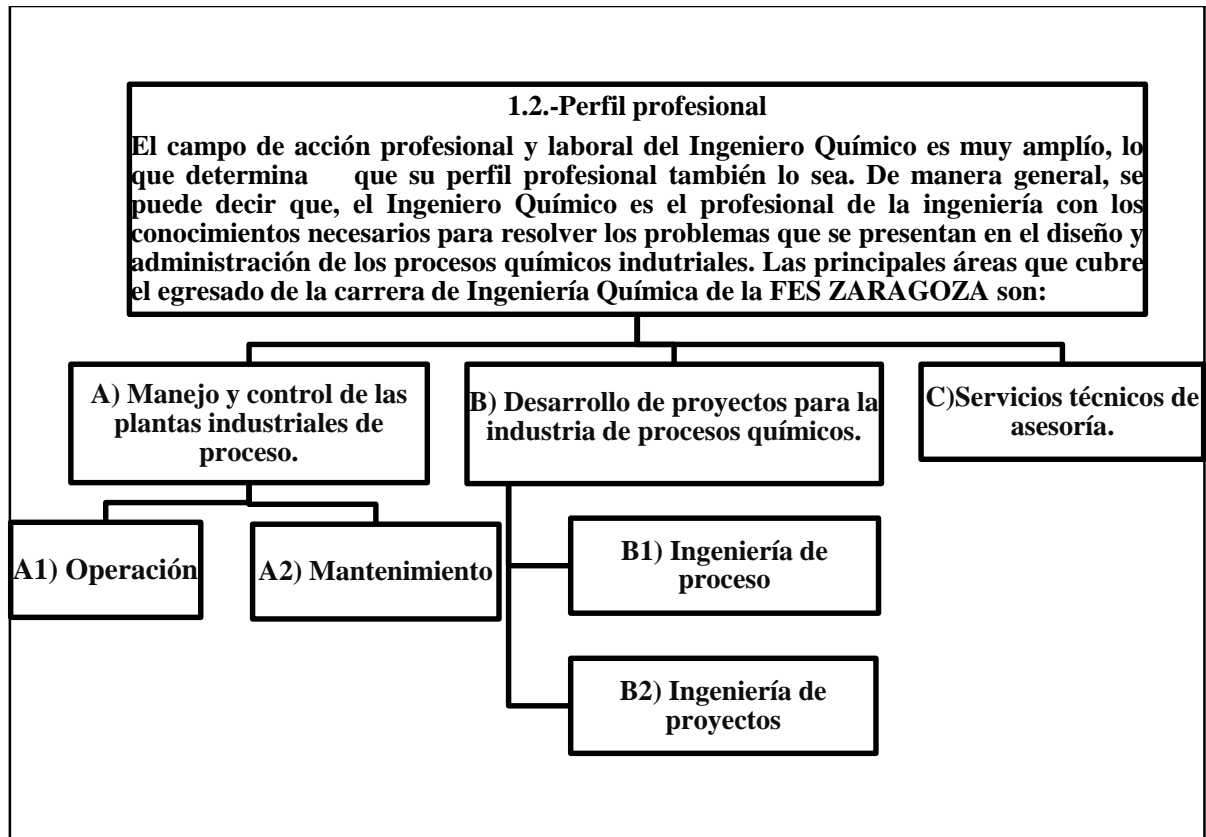 1.2.-Perfil profesional
El campo de acción profesional y laboral del Ingeniero Químico es muy amplío, lo
que determina que su perfil profesional también lo sea. De manera general, se
puede decir que, el Ingeniero Químico es el profesional de la ingeniería con los
conocimientos necesarios para resolver los problemas que se presentan en el diseño y
administración de los procesos químicos indutriales. Las principales áreas que cubre
el egresado de la carrera de Ingeniería Química de la FES ZARAGOZA son:
A) Manejo y control de las
plantas industriales de
proceso.
A1) Operación
A2) Mantenimiento
B) Desarrollo de proyectos para la
industria de procesos químicos.
B1) Ingeniería de
proceso
B2) Ingeniería de
proyectos
C)Servicios técnicos de
asesoría.